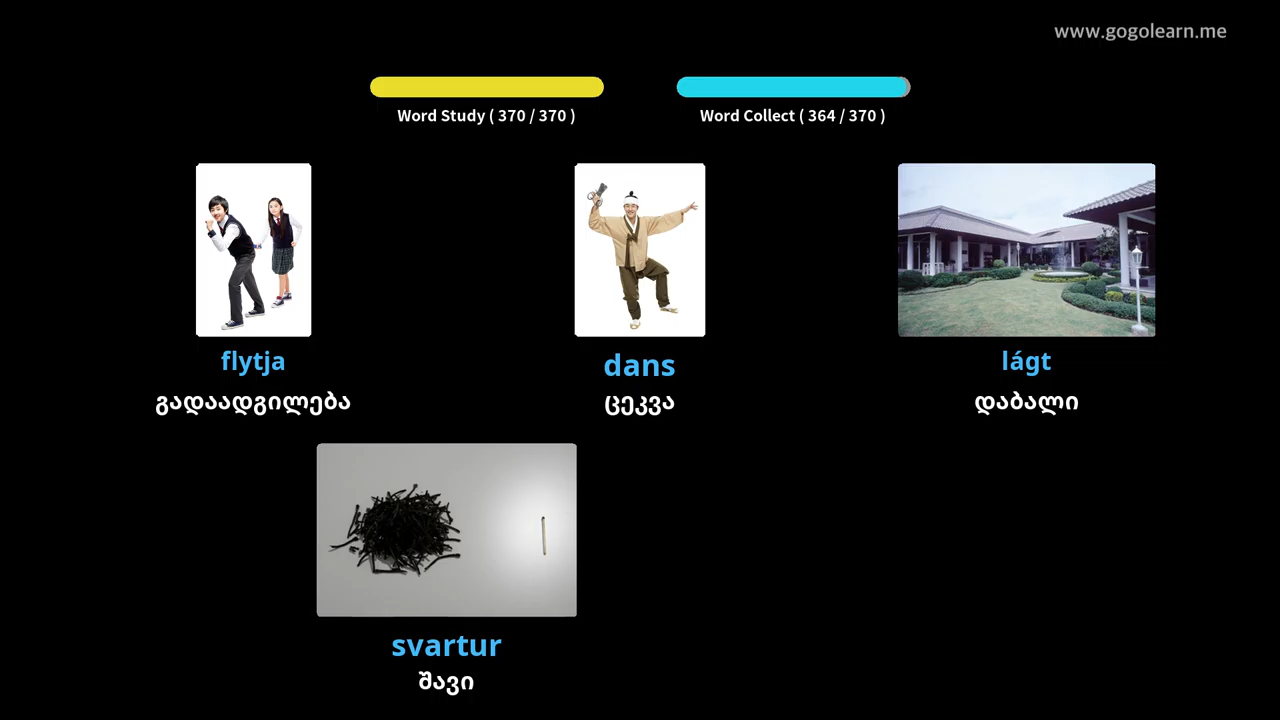 www.gogolearn.me
Word Study ( 370 / 370 )
Word Collect ( 364 / 370 )
flytja
გადაადგილება
dans
ცეკვა
lágt
დაბალი
svartur
შავი